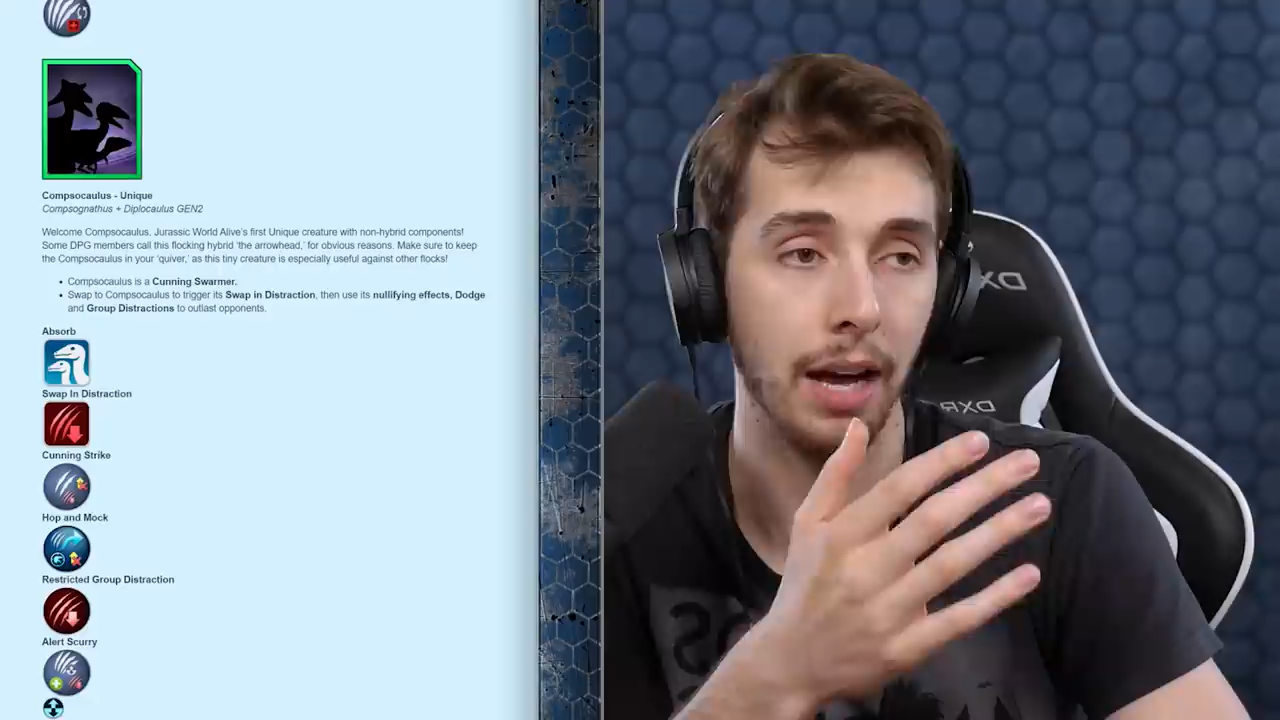 Compsocaulus - Unique
Compsognathus + Diplocaulus GEN2
Welcome Compsocaulus. Jurassic World Alive's first Unique creature with non-hybrid components!
Some DPG members call this flocking hybrid 'the arrowhead,' for obvious reasons. Make sure to keep
the Compsocaulus in your 'quiver,' as this tiny creature is especially useful against other flocks!
• Compsocaulus is a Cunning Swarmer.
• Swap to Compsocaulus to trigger its Swap in Distraction, then use its nullifying effects, Dodge
and Group Distractions to outlast opponents.
Absorb
Swap In Distraction
Cunning Strike
Hop and Mock
Restricted Group Distraction
Alert Scurry
DXR
DXR